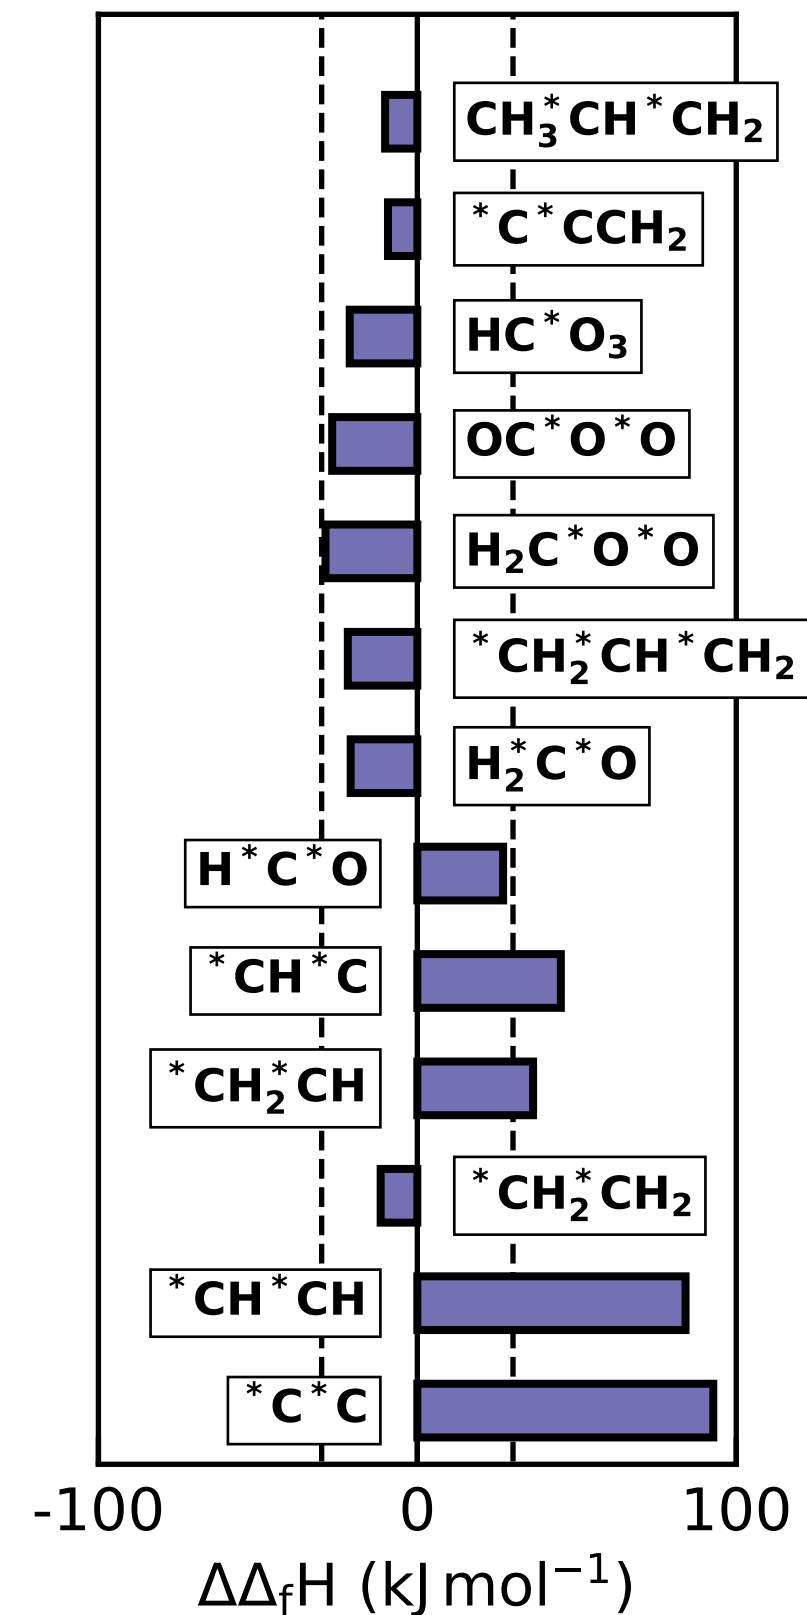 CH₃*CH*CH₂
*C*CCH₂
HC*O₃
OC*O*O
H₂C*O*O
*CH₂*CH*CH₂
H₂*C*O
H*C*O
*CH*C
*CH₂*CH
*CH₂*CH₂
*CH*CH
*C*C
-100 0 100
ΔΔfH (kJ mol⁻¹)